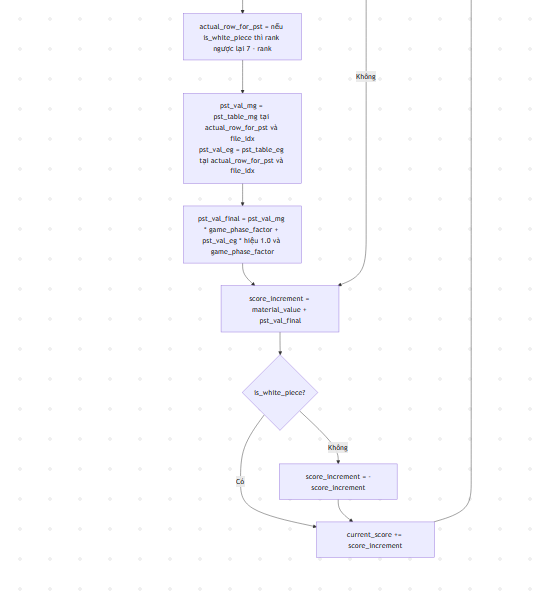 actual_row_for_pst = nếu
is_white_piece thì rank
ngược lại 7 - rank
Không
pst_val_mg =
pst_table_mg tại
actual_row_for_pst và
file_idx
pst_val_eg = pst_table_eg
tại actual_row_for_pst và
file_idx
pst_val_final = pst_val_mg
* game_phase_factor +
pst_val_eg * hiệu 1.0 và
game_phase_factor
score_increment =
material_value +
pst_val_final
is_white_piece?
Không
Có
score_increment = -
score_increment
current_score +=
score_increment